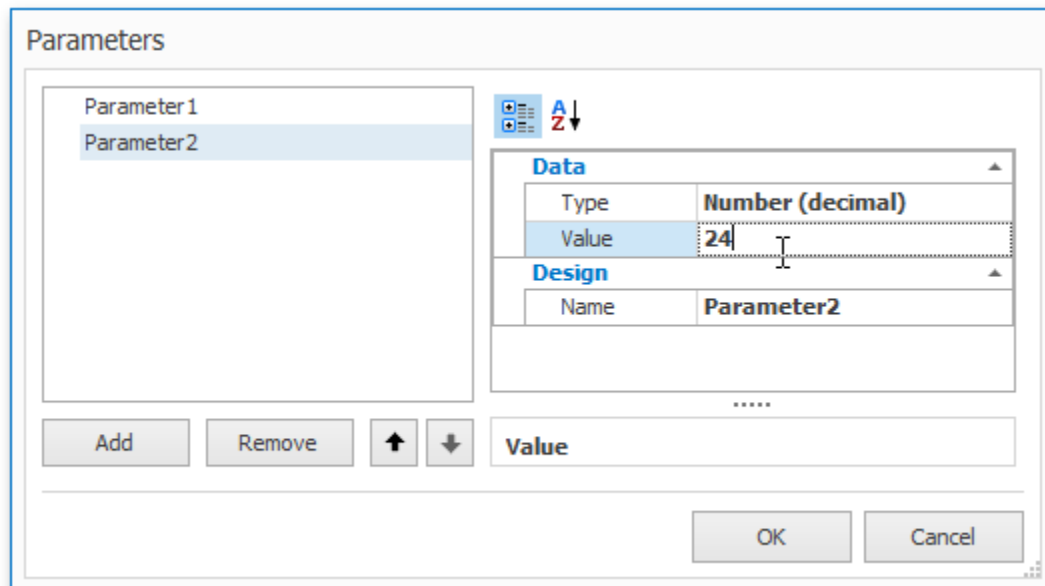 Parameters
Parameter1
Parameter2
A
Z
Data
Type Number (decimal)
Value 24
Design
Name Parameter2
Add Remove Value
OK Cancel